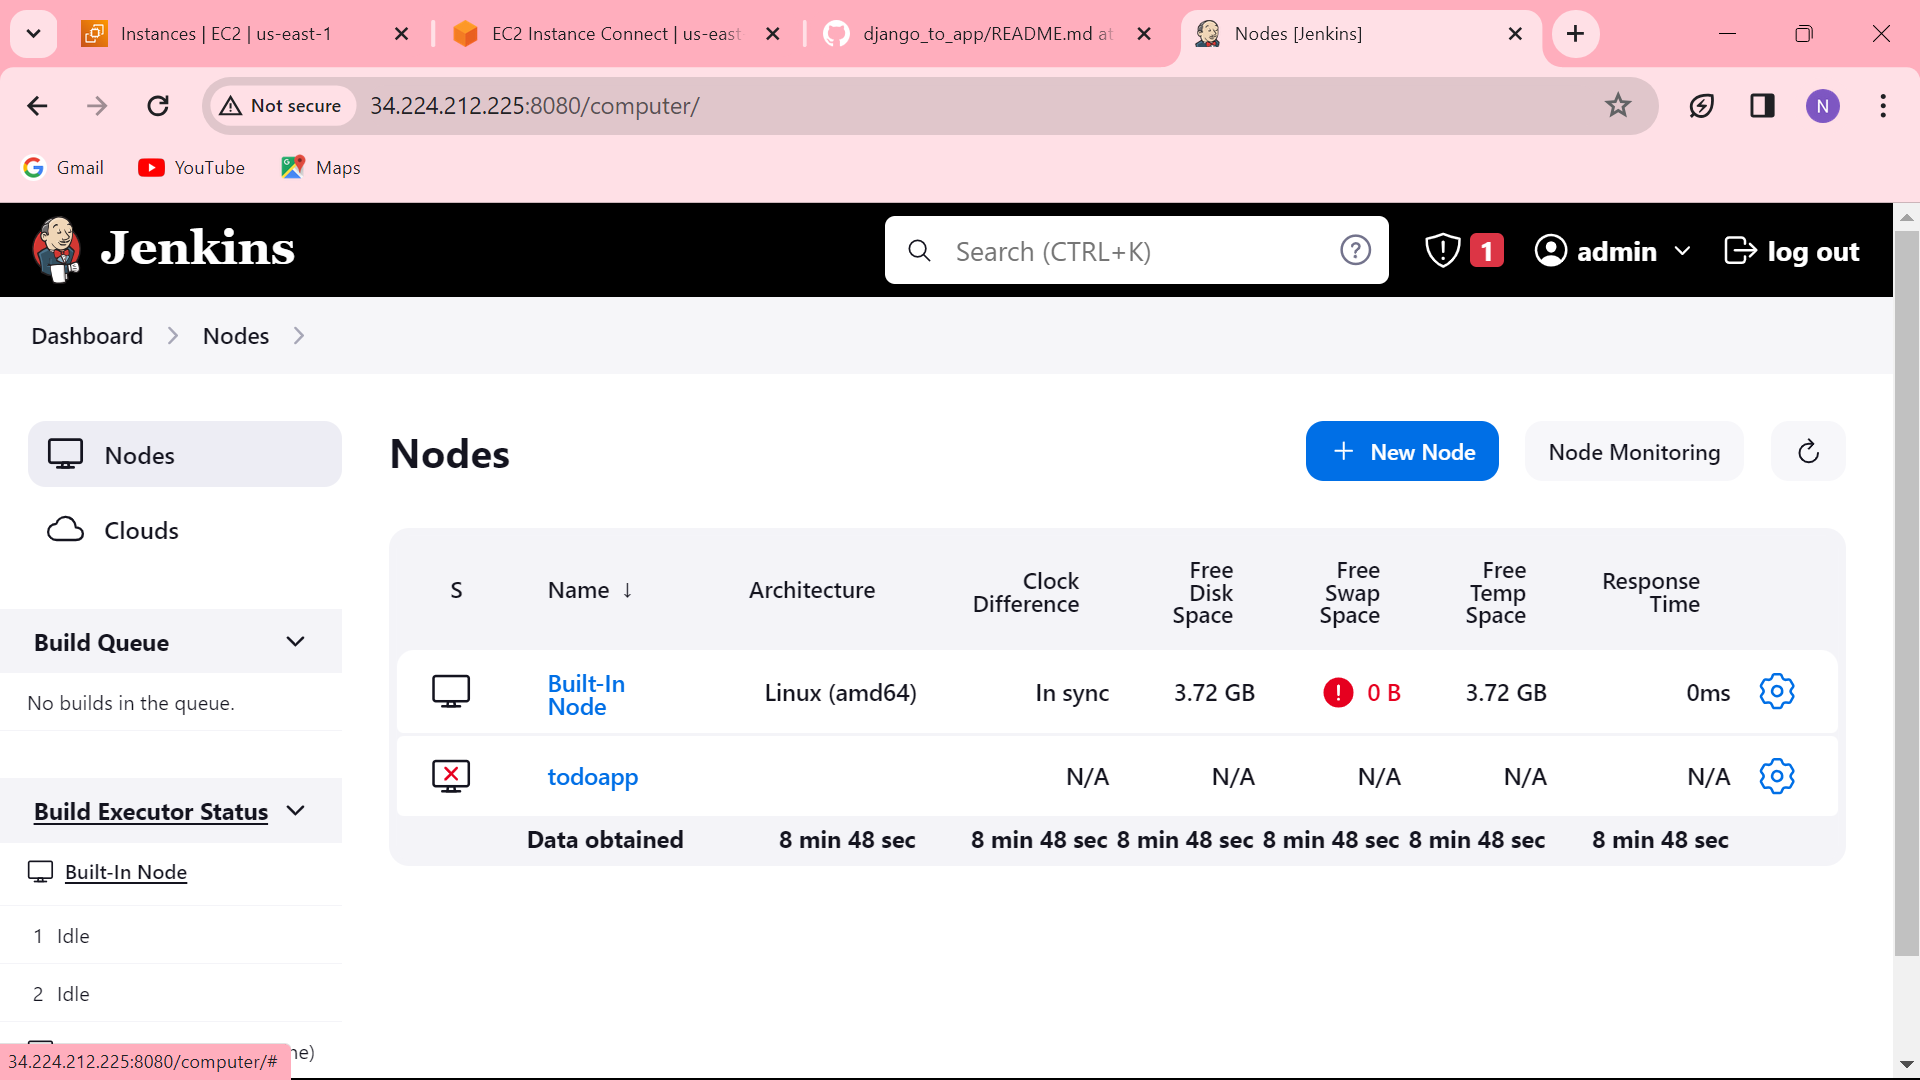 Instances | EC2 | us-east-1
EC2 Instance Connect | us-east
django_to_app/README.md at
Nodes [Jenkins]
Not secure
34.224.212.225:8080/computer/
N
Gmail
YouTube
Maps
Jenkins
Search (CTRL+K)
?
1
admin
log out
Dashboard
Nodes
Nodes
Clouds
Nodes
+ New Node
Node Monitoring
S
Name ↓
Architecture
Clock
Difference
Free
Disk
Space
Free
Swap
Space
Free
Temp
Space
Response
Time
Built-In
Node
Linux (amd64)
In sync
3.72 GB
0 B
3.72 GB
0ms
todoapp
N/A
N/A
N/A
N/A
N/A
Data obtained
8 min 48 sec
8 min 48 sec
8 min 48 sec
8 min 48 sec
8 min 48 sec
8 min 48 sec
Build Queue
No builds in the queue.
Build Executor Status
Built-In Node
1 Idle
2 Idle
34.224.212.225:8080/computer/#